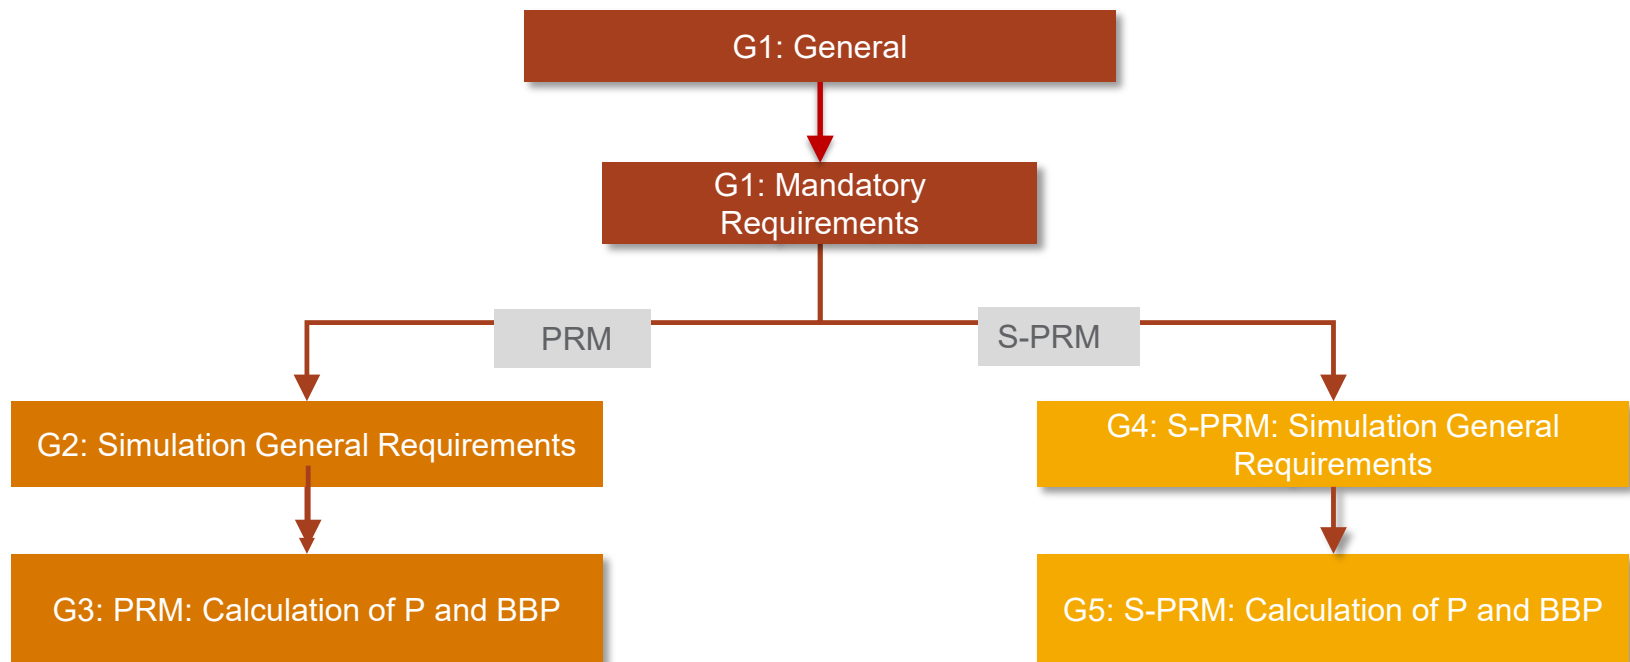 G1: General
G1: Mandatory
Requirements
PRM
S-PRM
G2: Simulation General Requirements
G4: S-PRM: Simulation General
Requirements
G3: PRM: Calculation of P and BBP
G5: S-PRM: Calculation of P and BBP